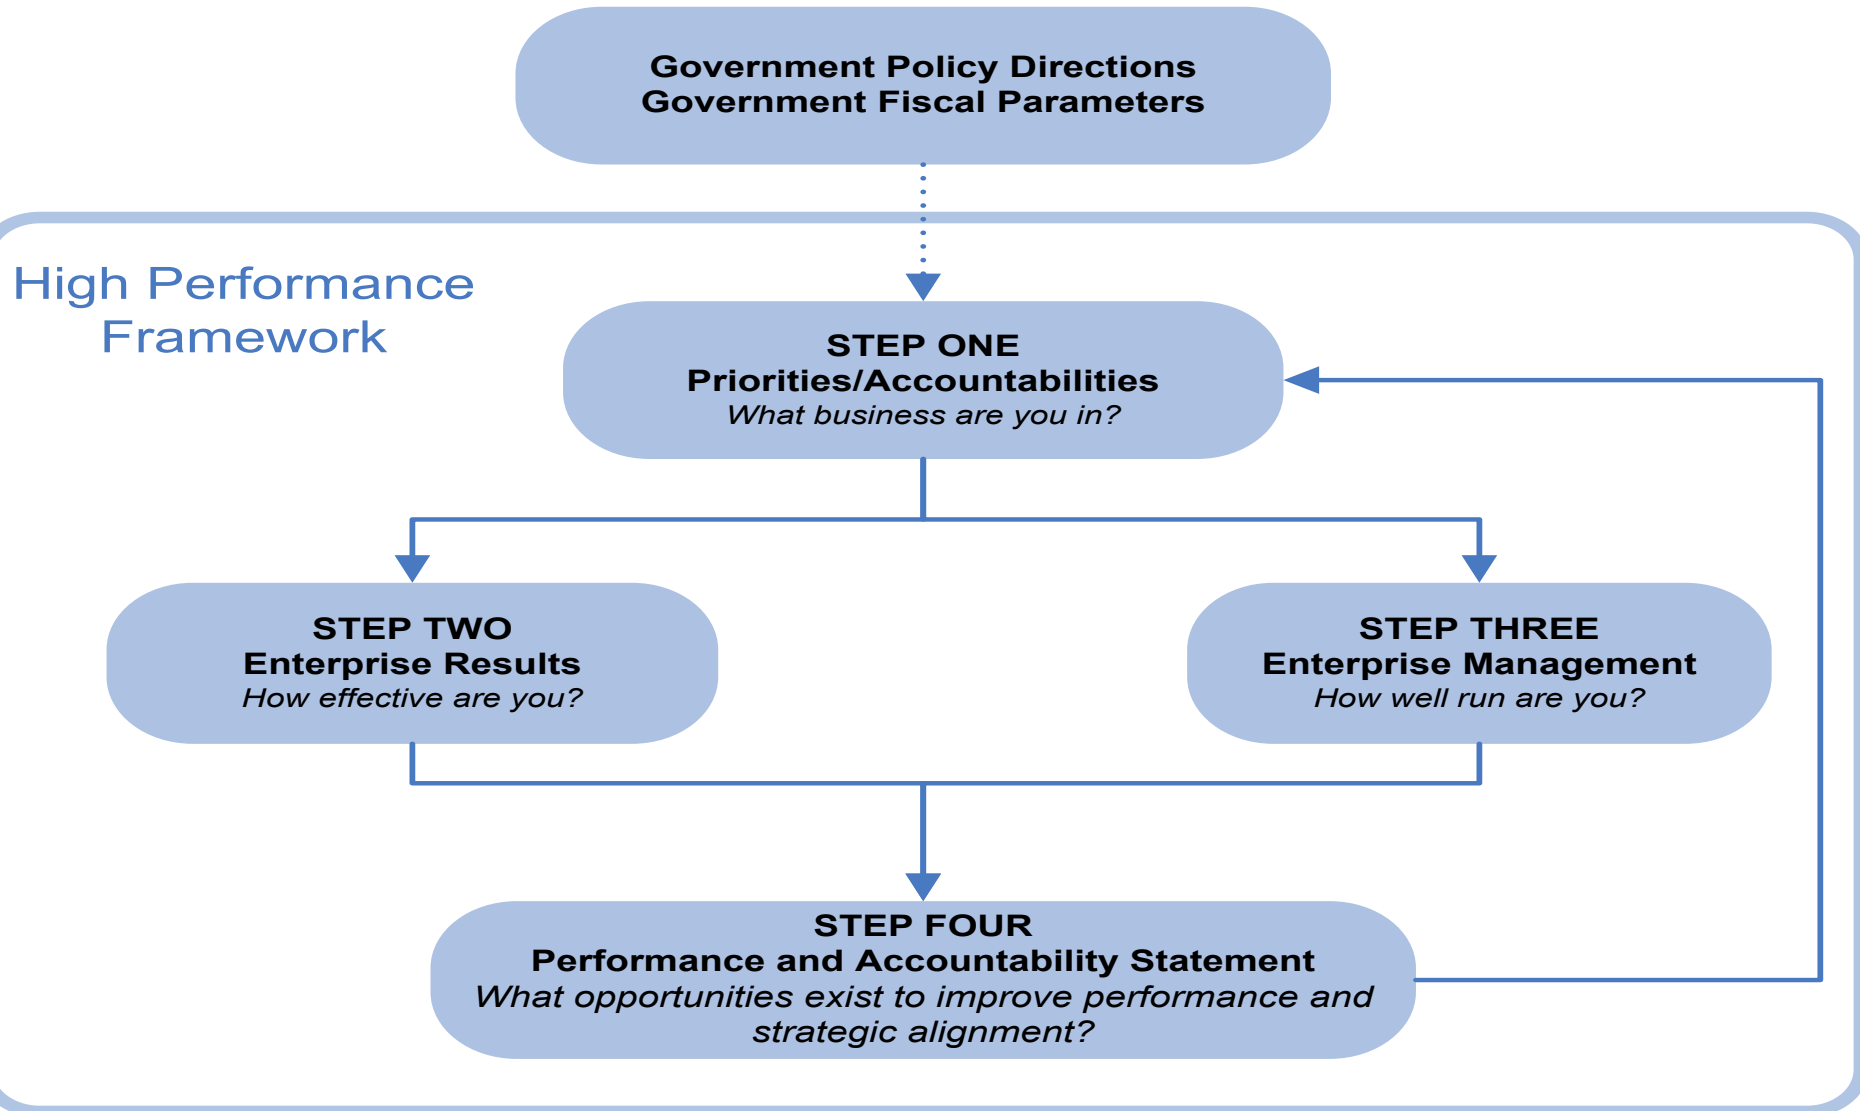 Government Policy Directions
Government Fiscal Parameters
High Performance
Framework
STEP ONE
Priorities/Accountabilities
What business are you in?
STEP TWO
Enterprise Results
How effective are you?
STEP THREE
Enterprise Management
How well run are you?
STEP FOUR
Performance and Accountability Statement
What opportunities exist to improve performance and
strategic alignment?